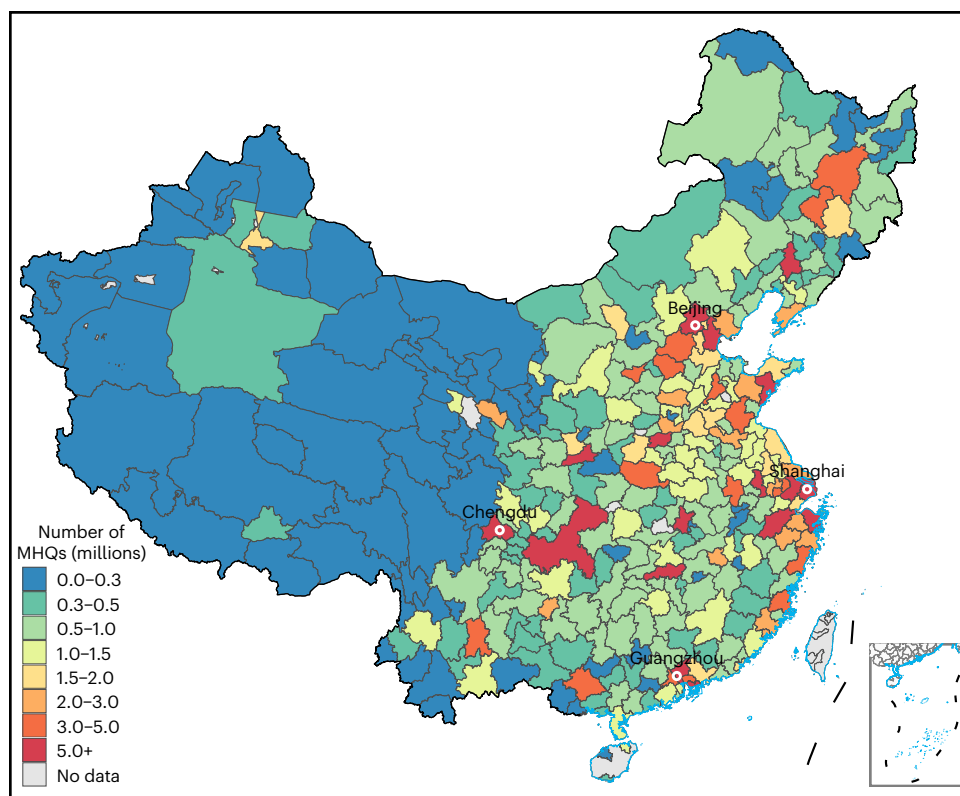 Beijing
Shanghai
Chengdu
Guangzhou
Number of
MHQs (millions)
0.0–0.3
0.3–0.5
0.5–1.0
1.0–1.5
1.5–2.0
2.0–3.0
3.0–5.0
5.0+
No data